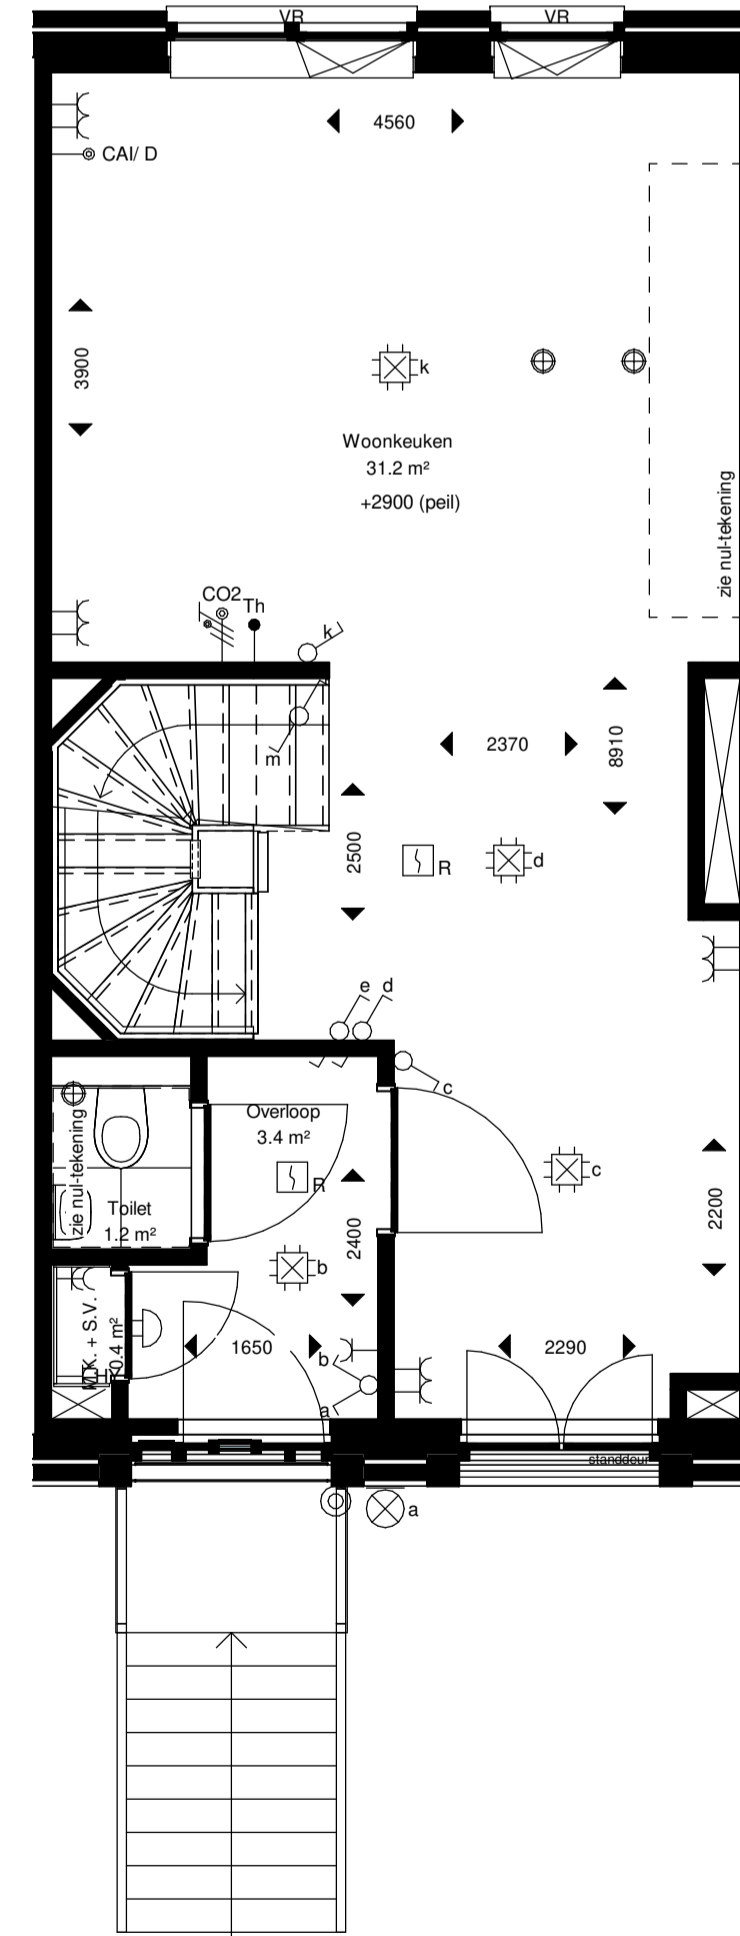 VR
VR
4560
CAI/ D
3900
k
Woonkeuken
31.2 m²
+2900 (peil)
zie nul-tekening
CO2
Th
k
m
2370
8910
2500
R
d
e d
c
Overloop
3.4 m²
zie nul-tekening
R
c
Toilet
1.2 m²
2400
2200
b
M.K. + S.V.
0.4 m²
1650
b
2290
a
standdeur
a